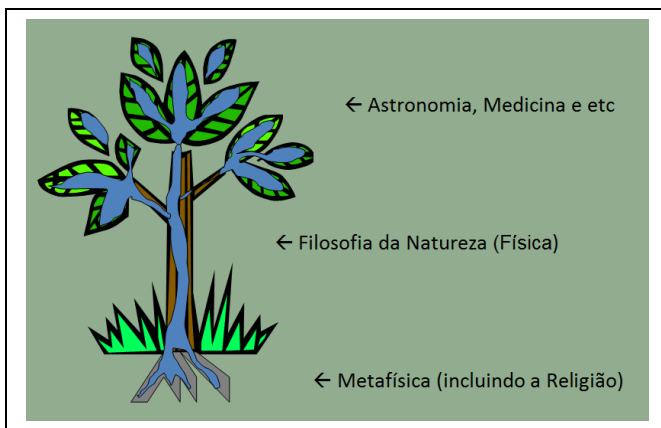 ← Astronomia, Medicina e etc
← Filosofia da Natureza (Física)
← Metafísica (incluindo a Religião)